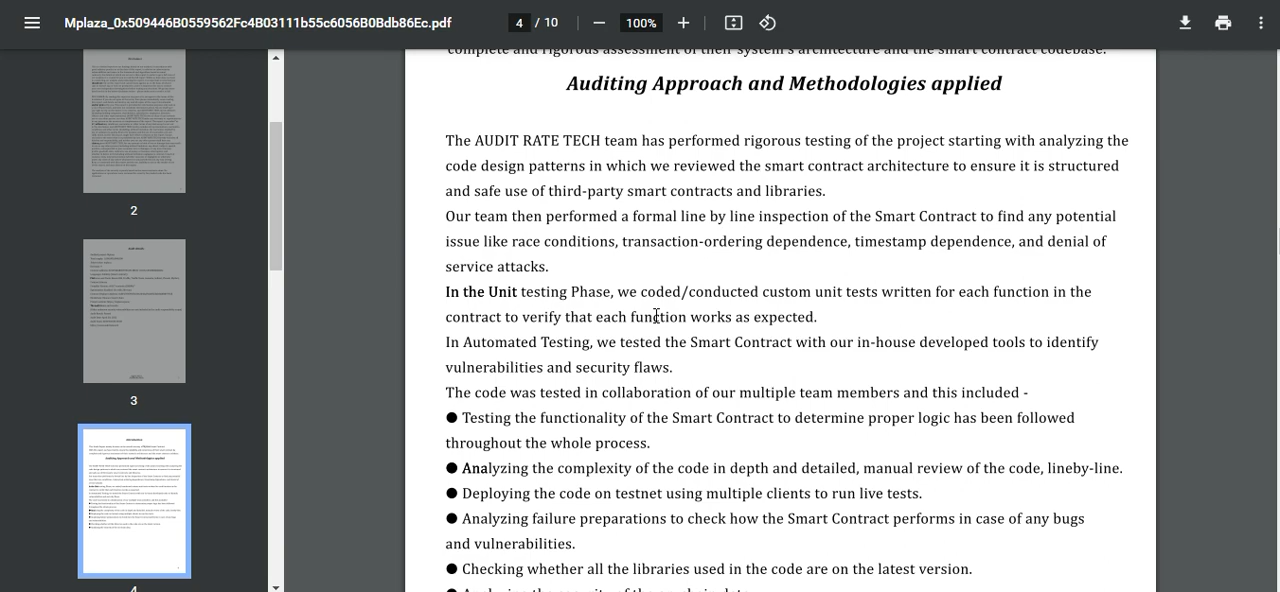 Mplaza_0x509446B0559562Fc4B03111b55c6056B0Bdb86Ec.pdf
4 / 10
100%
2
3
4
complete and rigorous assessment of their system's architecture and the smart contract codebase.
Auditing Approach and Methodologies applied
The AUDIT RATE TECH team has performed rigorous testing of the project starting with analyzing the
code design patterns in which we reviewed the smart contract architecture to ensure it is structured
and safe use of third-party smart contracts and libraries.
Our team then performed a formal line by line inspection of the Smart Contract to find any potential
issue like race conditions, transaction-ordering dependence, timestamp dependence, and denial of
service attacks.
In the Unit testing Phase, we coded/conducted custom unit tests written for each function in the
contract to verify that each function works as expected.
In Automated Testing, we tested the Smart Contract with our in-house developed tools to identify
vulnerabilities and security flaws.
The code was tested in collaboration of our multiple team members and this included -
● Testing the functionality of the Smart Contract to determine proper logic has been followed
throughout the process.
● Analyzing the complexity of the code in depth and detailed, manual review of the code, lineby-line.
● Deploying the code on testnet using multiple clients to run live tests.
● Analyzing failure preparations to check how the Smart Contract performs in case of any bugs
and vulnerabilities.
● Checking whether all the libraries used in the code are on the latest version.
● Analyzing the security of the on-chain data.